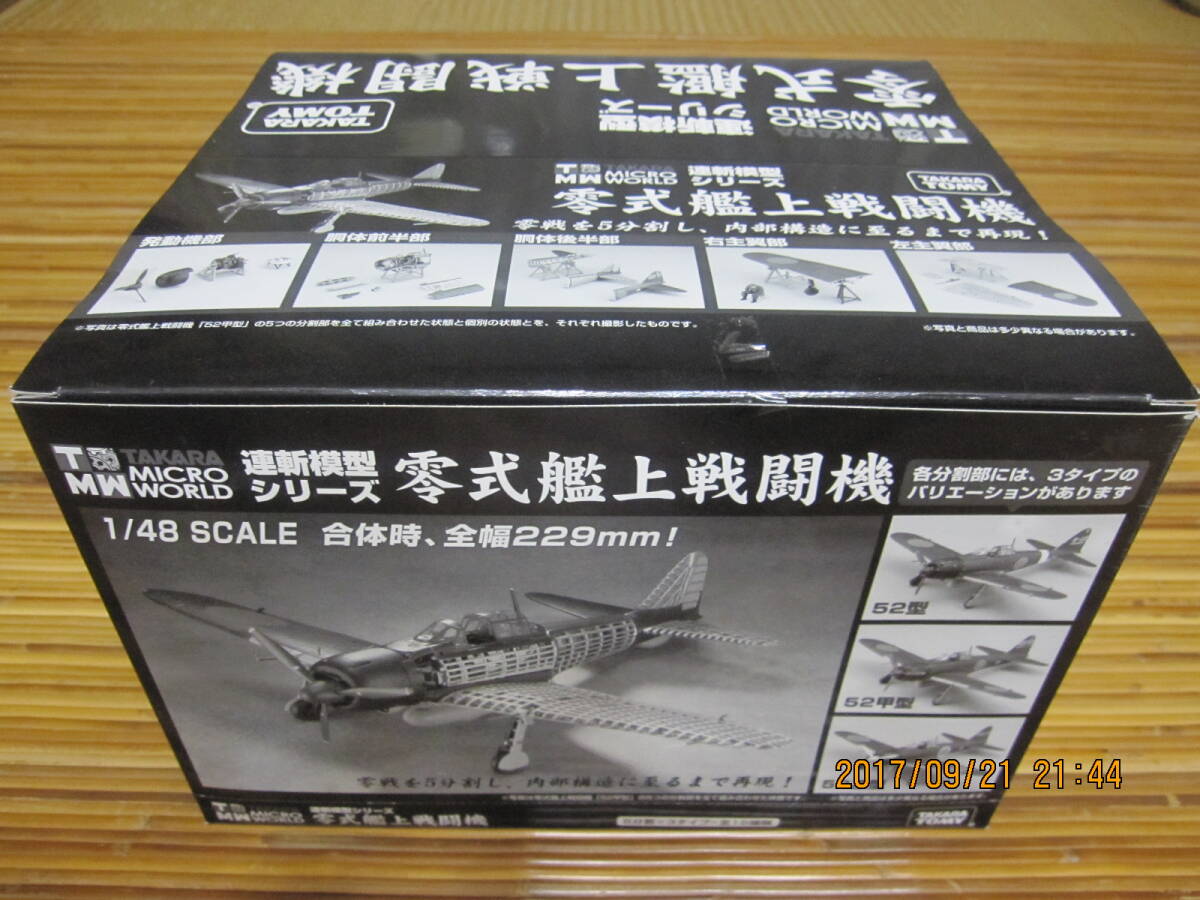 零式艦上戦闘機
TAKARA TOMY
連斬模型
シリーズ
TMW TAKARA
MICRO
WORLD
TMW TAKARA
MICRO
WORLD
連斬模型
シリーズ
TAKARA TOMY
零式艦上戦闘機
零戦を5分割し、内部構造に至るまで再現!
発動機部
胴体前半部
胴体後半部
右主翼部
左主翼部
※写真は零式艦上戦闘機「52甲型」の5つの分割部を全て組み合わせた状態と個別の状態とを、それぞれ撮影したものです。
※写真と商品は多少異なる場合があります。
TMW TAKARA
MICRO
WORLD
連斬模型
シリーズ
零式艦上戦闘機
各分割部には、3タイプの
バリエーションがあります
1/48 SCALE 合体時、全幅229mm!
52型
52甲型
零戦を5分割し、内部構造に至るまで再現!
2017/09/21 21:44
TMW
MICRO
WORLD
連斬模型シリーズ
零式艦上戦闘機
TAKARA TOMY